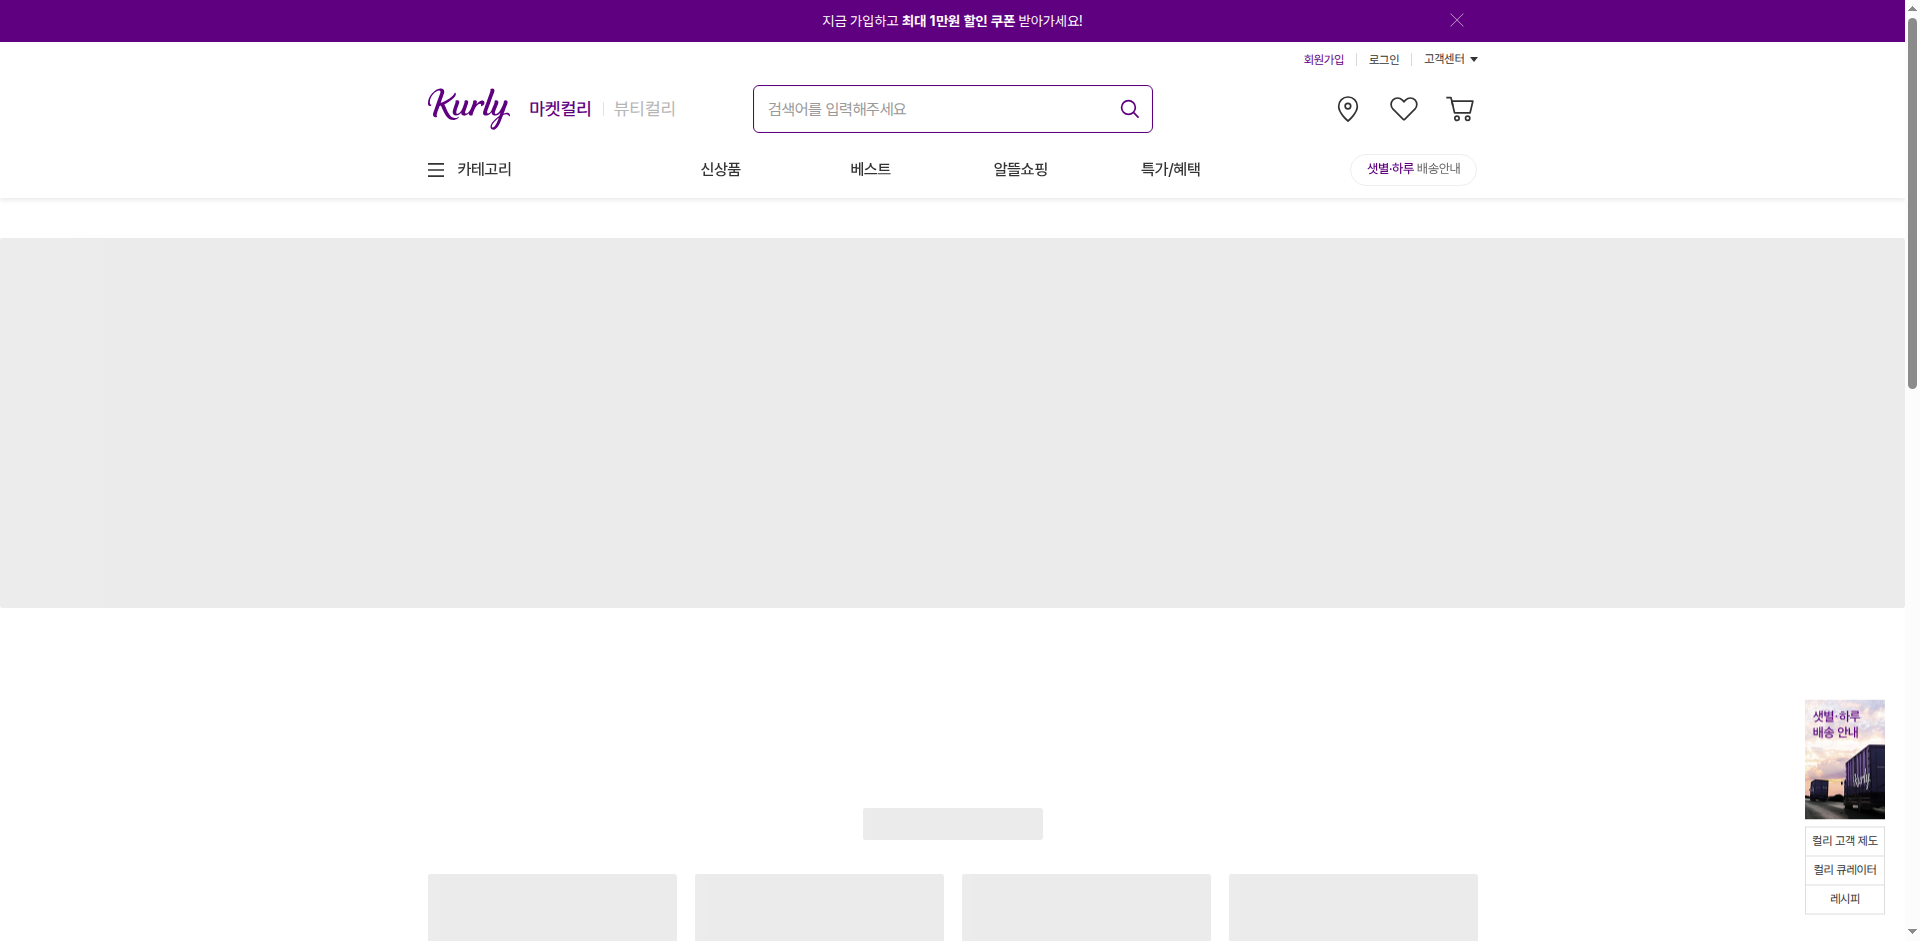 지금 가입하고 최대 1만원 할인 쿠폰 받아가세요!
회원가입 로그인 고객센터
Kurly 마켓컬리 뷰티컬리
검색어를 입력해주세요
카테고리 신상품 베스트 알뜰쇼핑 특가/혜택 샛별·하루 배송안내
샛별·하루
배송 안내
Kurly
컬리 고객 제도
컬리 큐레이터
레시피